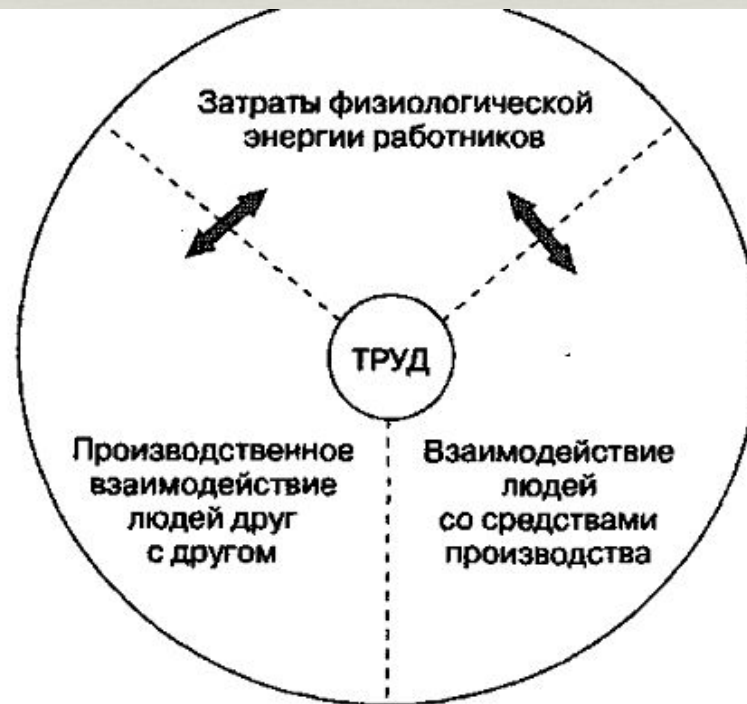 Затраты физиологической
энергии работников
ТРУД
Производственное
взаимодействие
людей друг
с другом
Взаимодействие
людей
со средствами
производства